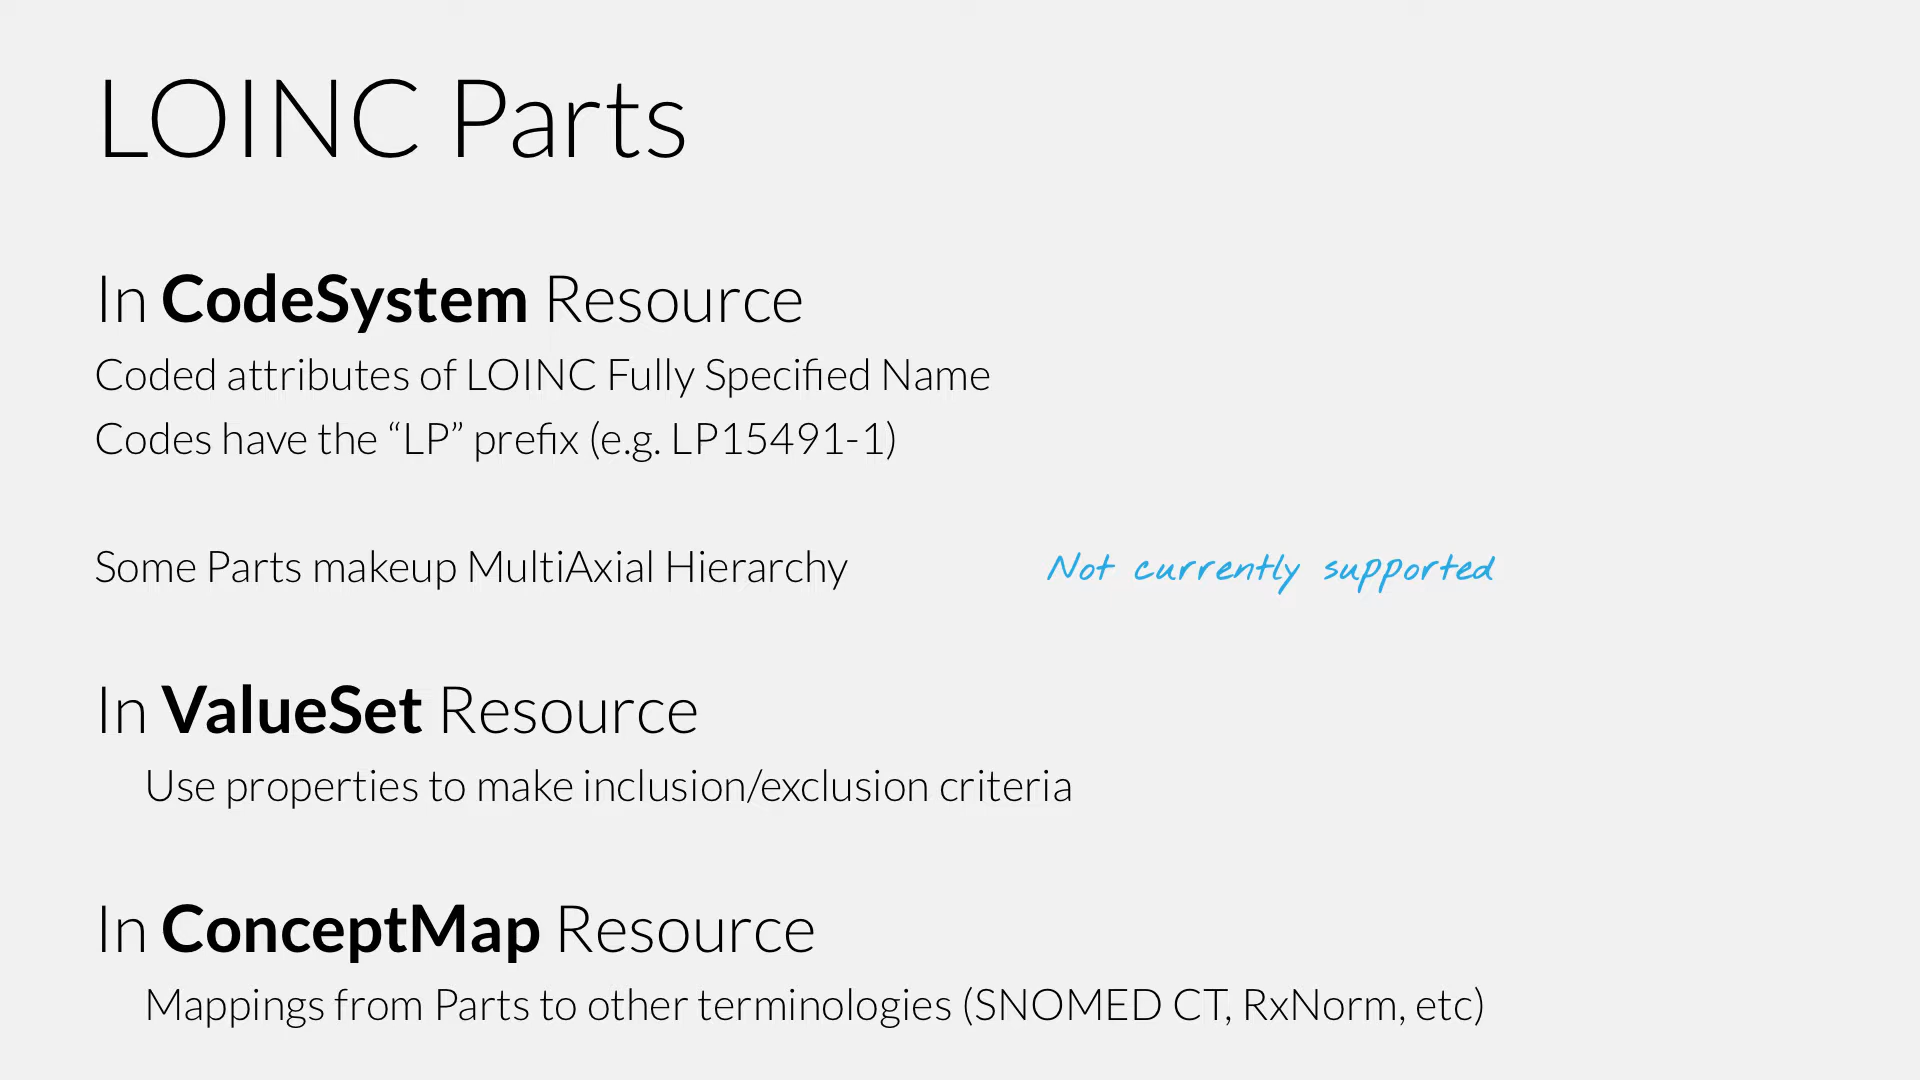 LOINC Parts
In CodeSystem Resource
Coded attributes of LOINC Fully Specified Name
Codes have the “LP” prefix (e.g. LP15491-1)
Some Parts makeup MultiAxial Hierarchy
Not currently supported
In ValueSet Resource
Use properties to make inclusion/exclusion criteria
In ConceptMap Resource
Mappings from Parts to other terminologies (SNOMED CT, RxNorm, etc)